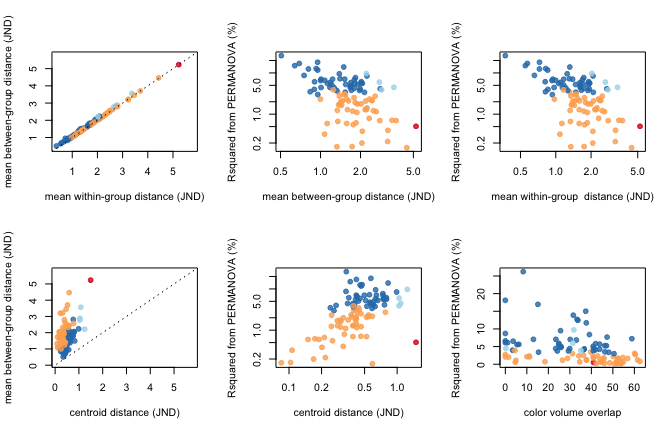 mean between-group distance (JND)
1 2 3 4 5
1 2 3 4 5
mean within-group distance (JND)
Rsquared from PERMANOVA (%)
0.2 1.0 5.0
0.5 1.0 2.0 5.0
mean between-group distance (JND)
Rsquared from PERMANOVA (%)
0.2 1.0 5.0
0.5 1.0 2.0 5.0
mean within-group distance (JND)
mean between-group distance (JND)
0 1 2 3 4 5
0 1 2 3 4 5
centroid distance (JND)
Rsquared from PERMANOVA (%)
0.2 1.0 5.0
0.1 0.2 0.5 1.0
centroid distance (JND)
Rsquared from PERMANOVA (%)
0 5 10 20
0 10 20 30 40 50 60
color volume overlap